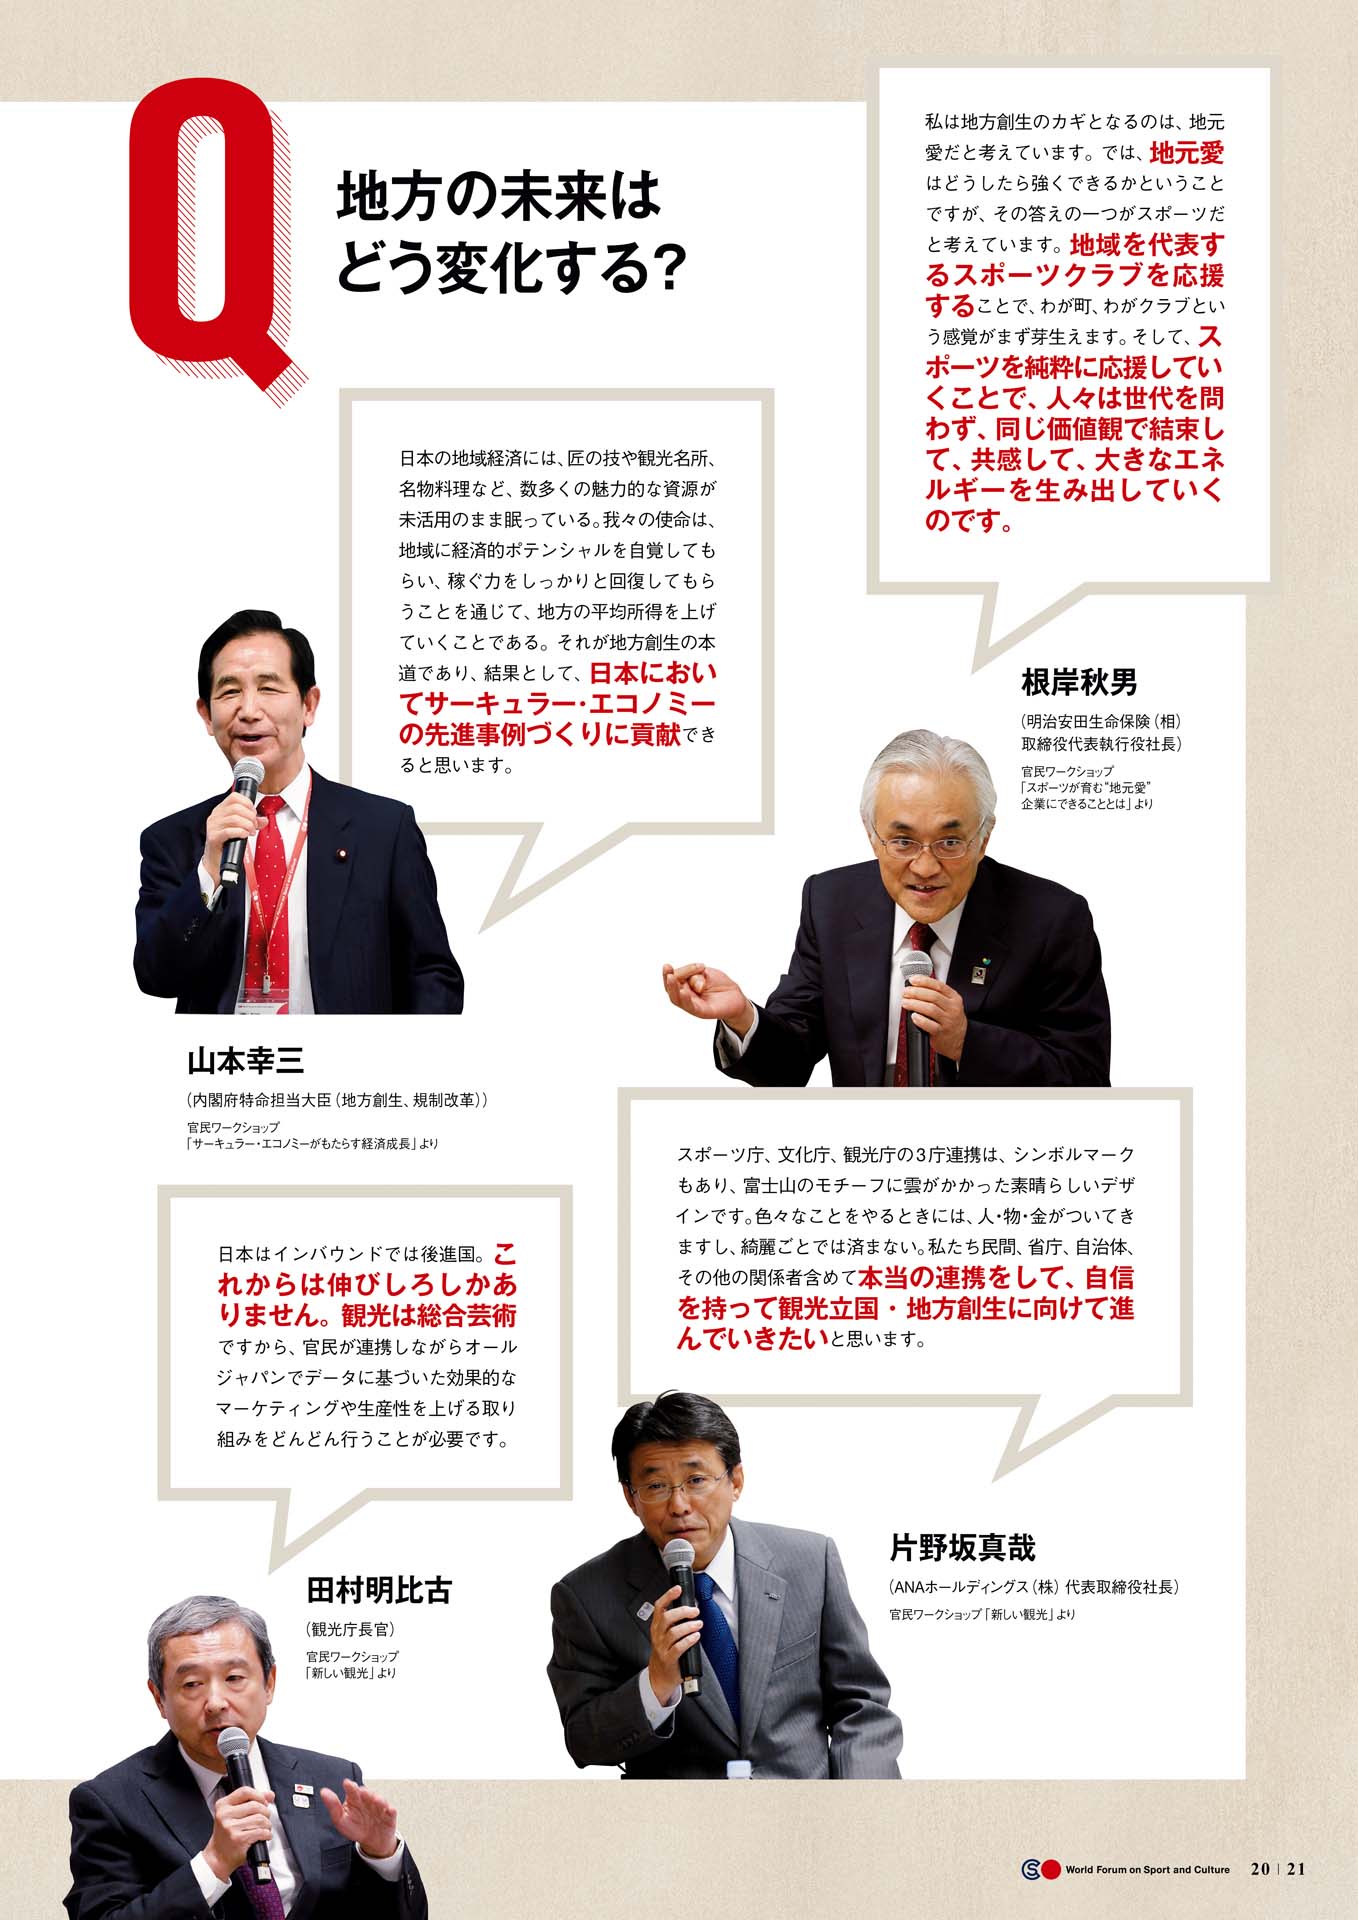 Q
地方の未来は
どう変化する?
私は地方創生のカギとなるのは、地元
愛だと考えています。では、地元愛
はどうしたら強くできるかということ
ですが、その答えの一つがスポーツだ
と考えています。地域を代表す
るスポーツクラブを応援
することで、わが町、わがクラブとい
う感覚がまず芽生えます。そして、ス
ポーツを純粋に応援してい
くことで、人々は世代を問
わず、同じ価値観で結束し
て、共感して、大きなエネ
ルギーを生み出していく
のです。
根岸秋男
（明治安田生命保険（相）
取締役代表執行役社長）
官民ワークショップ
「スポーツが育む“地元愛”
企業にできることとは」より
日本の地域経済には、匠の技や観光名所、
名物料理など、数多くの魅力的な資源が
未活用のまま眠っている。我々の使命は、
地域に経済的ポテンシャルを自覚しても
らい、稼ぐ力をしっかりと回復してもら
うことを通じて、地方の平均所得を上げ
ていくことである。それが地方創生の本
道であり、結果として、日本におい
てサーキュラー・エコノミー
の先進事例づくりに貢献でき
ると思います。
山本幸三
（内閣府特命担当大臣（地方創生、規制改革））
官民ワークショップ
「サーキュラー・エコノミーがもたらす経済成長」より
スポーツ庁、文化庁、観光庁の3庁連携は、シンボルマーク
もあり、富士山のモチーフに雲がかかった素晴らしいデザ
インです。色々なことをやるときには、人・物・金がついてき
ますし、綺麗ごとでは済まない。私たち民間、省庁、自治体、
その他の関係者含めて本当の連携をして、自信
を持って観光立国・地方創生に向けて進
んでいきたいと思います。
片野坂真哉
（ANAホールディングス（株）代表取締役社長）
官民ワークショップ「新しい観光」より
日本はインバウンドでは後進国。こ
れからは伸びしろしかあ
りません。観光は総合芸術
ですから、官民が連携しながらオール
ジャパンでデータに基づいた効果的な
マーケティングや生産性を上げる取り
組みをどんどん行うことが必要です。
田村明比古
（観光庁長官）
官民ワークショップ
「新しい観光」より
World Forum on Sport and Culture 20 | 21